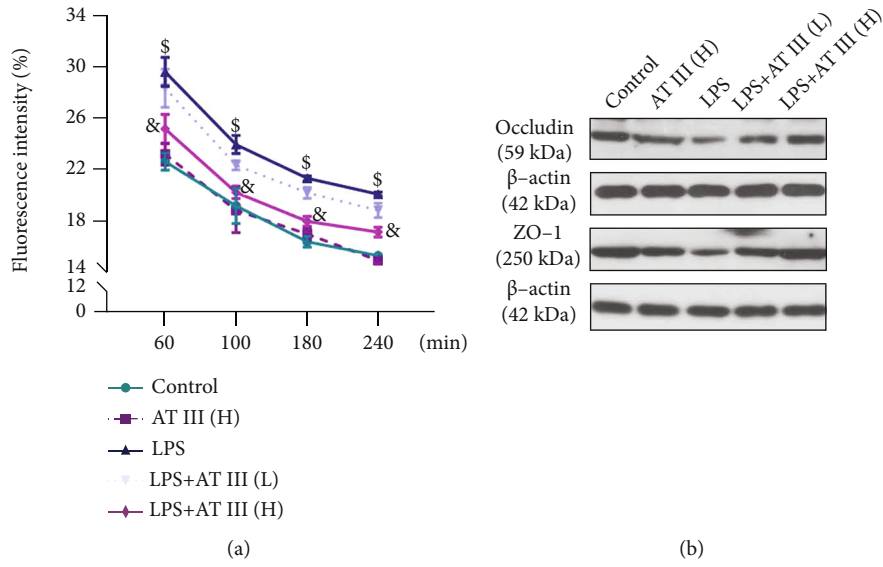 Fluorescence intensity (%)
34
30
26
22
18
14
12
0
$
$
$
$
&
&
&
&
60 100 180 240 (min)
Control
AT III (H)
LPS
LPS+AT III (L)
LPS+AT III (H)
(a)
Control AT III (H) LPS LPS+AT III (L) LPS+AT III (H)
Occludin
(59 kDa)
β–actin
(42 kDa)
ZO–1
(250 kDa)
β–actin
(42 kDa)
(b)